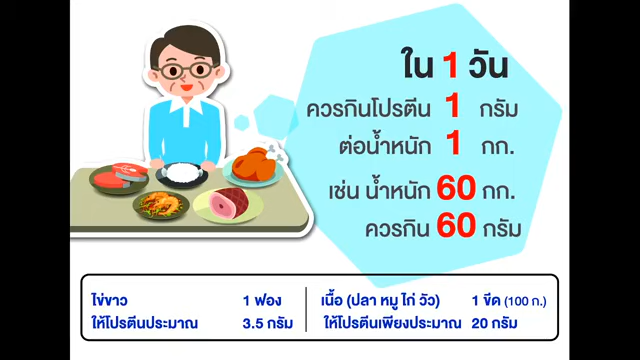 ใน 1 วัน
ควรกินโปรตีน 1 กรัม
ต่อน้ำหนัก 1 กก.
เช่น น้ำหนัก 60 กก.
ควรกิน 60 กรัม
ไข่ขาว 1 ฟอง
ให้โปรตีนประมาณ 3.5 กรัม
เนื้อ (ปลา หมู ไก่ วัว) 1 ขีด (100 ก.)
ให้โปรตีนเพียงประมาณ 20 กรัม